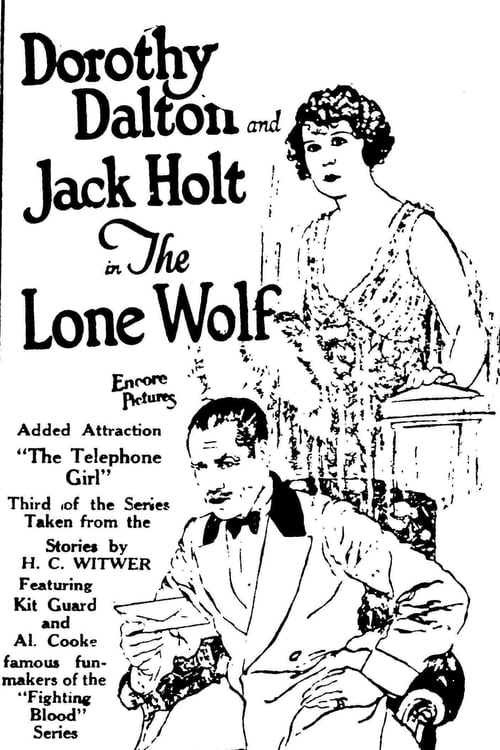 Dorothy
Dalton and
Jack Holt
in The
Lone Wolf
Encore
Pictures
Added Attraction
"The Telephone
Girl"
Third of the Series
Taken from the
Stories by
H. C. WITWER
Featuring
Kit Guard
and
Al. Cooke
famous fun-
makers of the
"Fighting
Blood"
Series